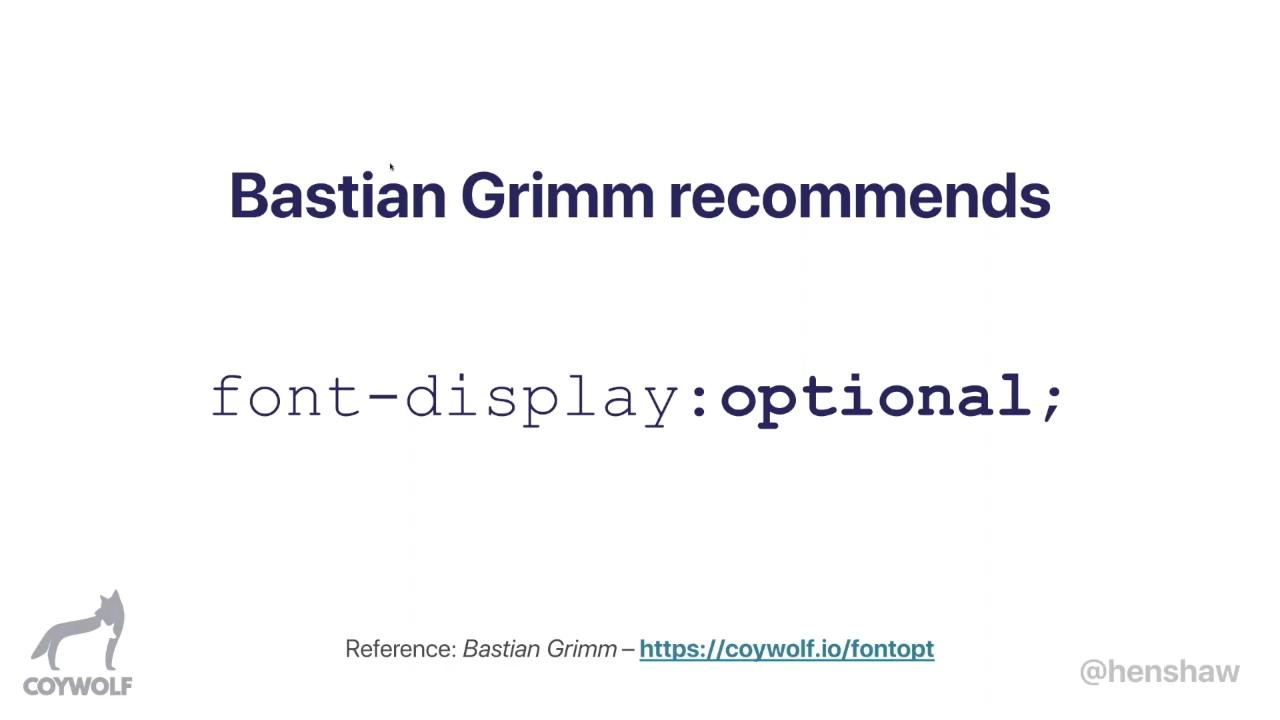 Bastian Grimm recommends
font-display:optional;
Reference: Bastian Grimm – https://coywolf.io/fontopt
COYWOLF
@henshaw